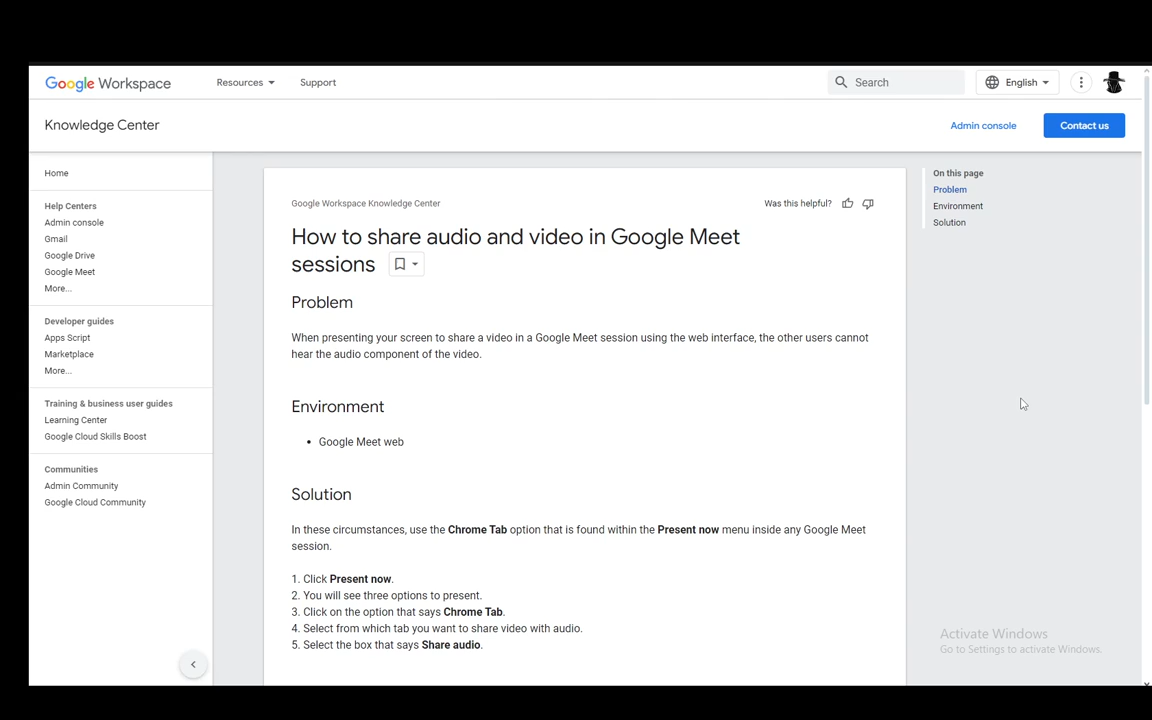 Google Workspace
Resources
Support
Search
English
Knowledge Center
Admin console
Contact us
Home
Help Centers
Admin console
Gmail
Google Drive
Google Meet
More...
Developer guides
Apps Script
Marketplace
More...
Training & business user guides
Learning Center
Google Cloud Skills Boost
Communities
Admin Community
Google Cloud Community
Google Workspace Knowledge Center
Was this helpful?
How to share audio and video in Google Meet
sessions
Problem
When presenting your screen to share a video in a Google Meet session using the web interface, the other users cannot
hear the audio component of the video.
Environment
• Google Meet web
Solution
In these circumstances, use the Chrome Tab option that is found within the Present now menu inside any Google Meet
session.
1. Click Present now.
2. You will see three options to present.
3. Click on the option that says Chrome Tab.
4. Select from which tab you want to share video with audio.
5. Select the box that says Share audio.
On this page
Problem
Environment
Solution
Activate Windows
Go to Settings to activate Windows.